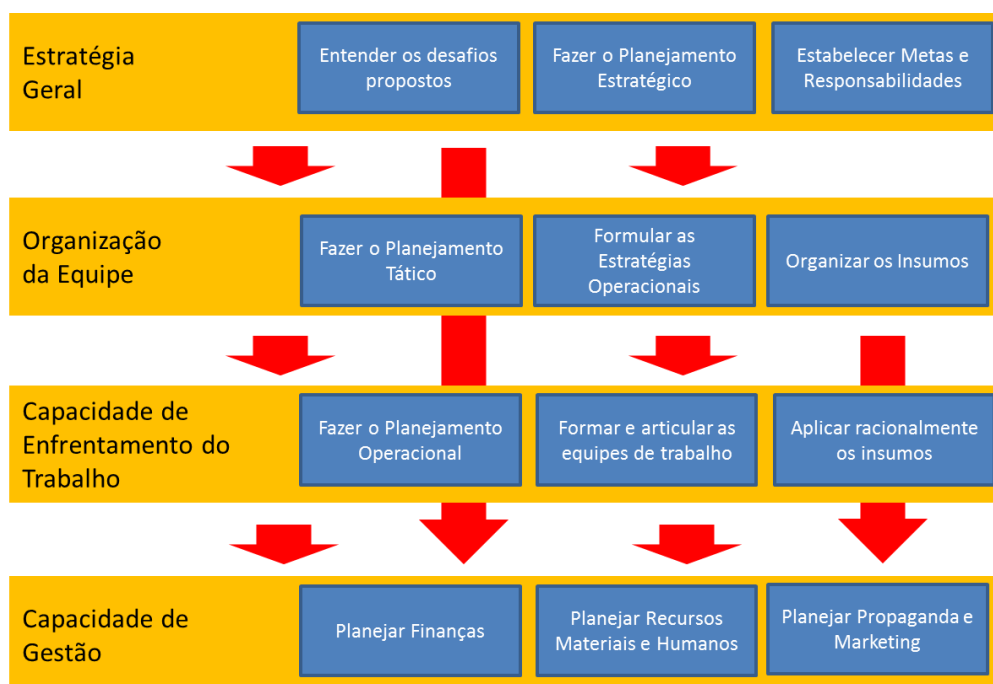 Estratégia
Geral
Entender os desafios
propostos
Fazer o Planejamento
Estratégico
Estabelecer Metas e
Responsabilidades
Organização
da Equipe
Fazer o Planejamento
Tático
Formular as
Estratégias
Operacionais
Organizar os Insumos
Capacidade de
Enfrentamento do
Trabalho
Fazer o Planejamento
Operacional
Formar e articular as
equipes de trabalho
Aplicar racionalmente
os insumos
Capacidade de
Gestão
Planejar Finanças
Planejar Recursos
Materiais e Humanos
Planejar Propaganda e
Marketing